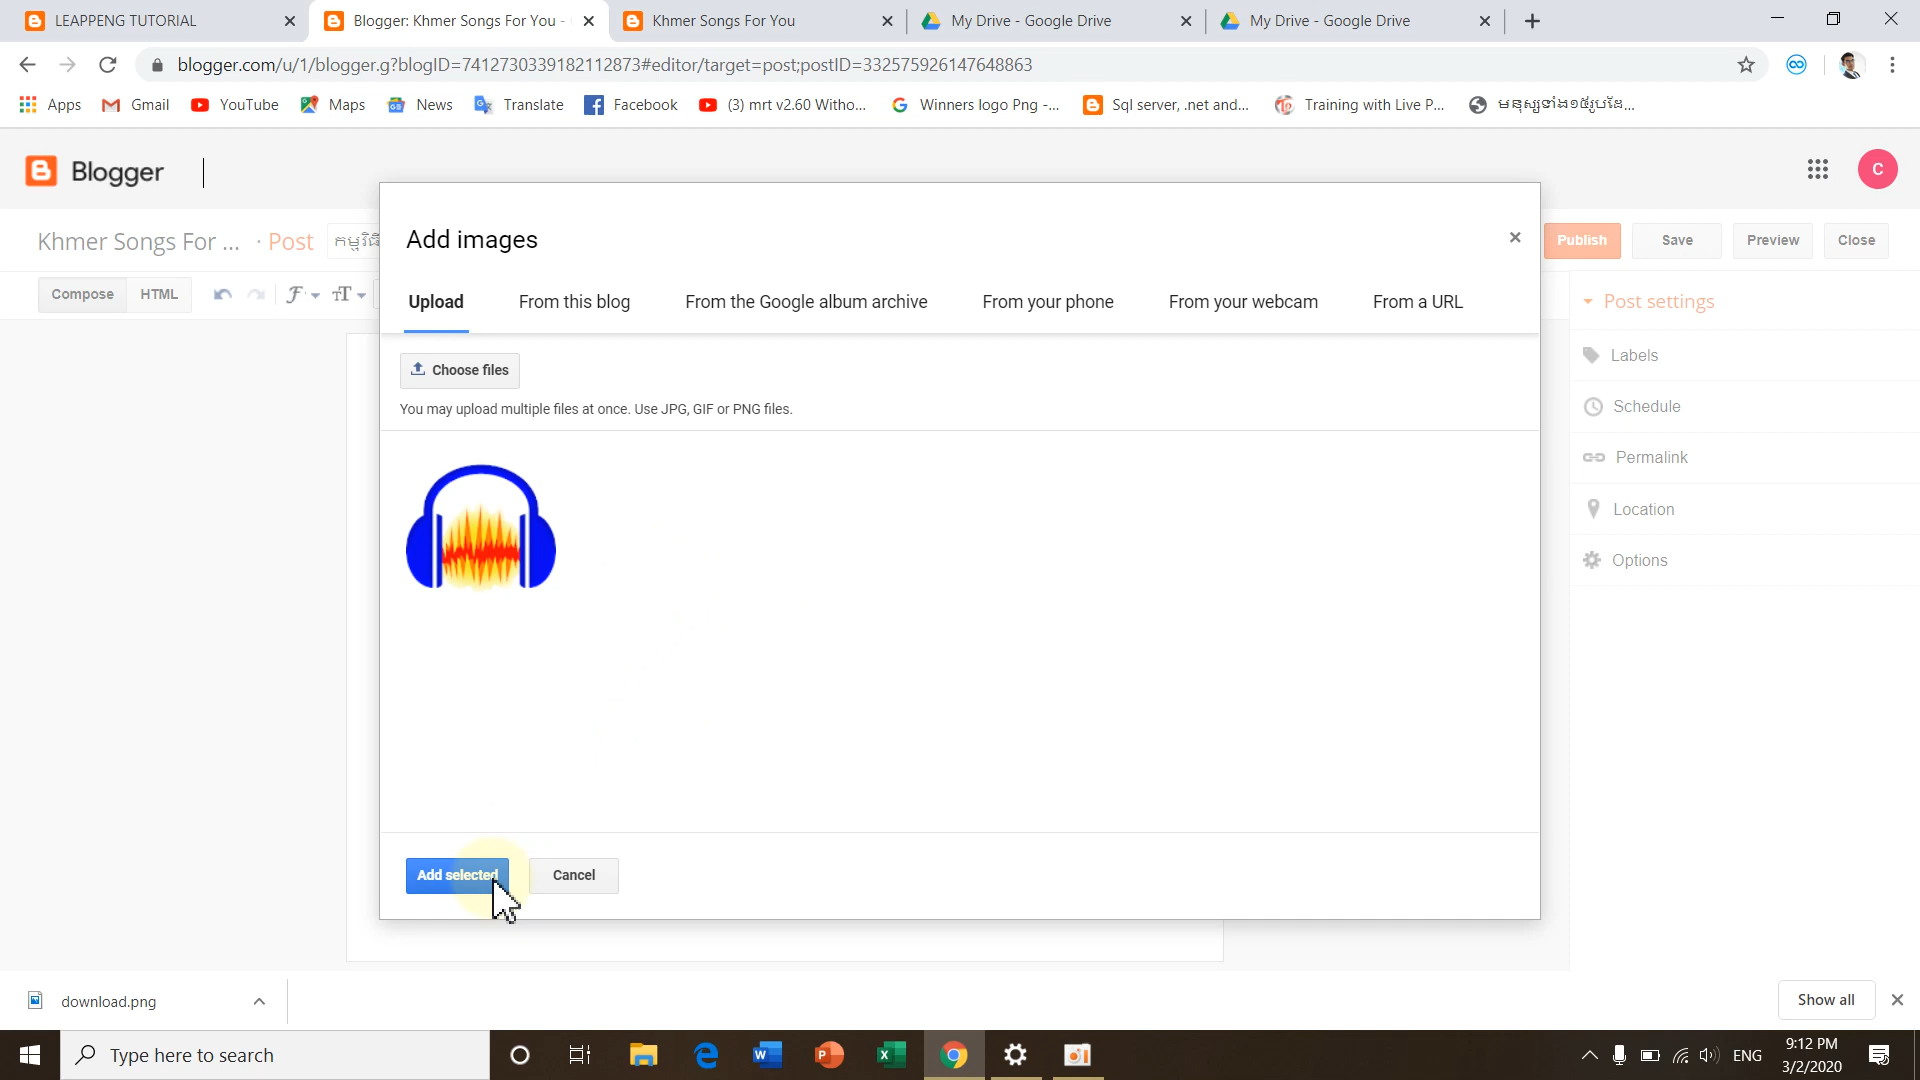 LEAPPENG TUTORIAL
Blogger: Khmer Songs For You -
Khmer Songs For You
My Drive - Google Drive
My Drive - Google Drive
blogger.com/u/1/blogger.g?blogID=7412730339182112873#editor/target=post;postID=332575926147648863
Apps
Gmail
YouTube
Maps
News
Translate
Facebook
(3) mrt v2.60 Witho...
Winners logo Png -...
Sql server, .net and...
Training with Live P...
Blogger
C
Khmer Songs For ...
· Post
Publish
Save
Preview
Close
Compose
HTML
Add images
Upload
From this blog
From the Google album archive
From your phone
From your webcam
From a URL
Choose files
You may upload multiple files at once. Use JPG, GIF or PNG files.
Add selected
Cancel
Post settings
Labels
Schedule
Permalink
Location
Options
download.png
Show all
Type here to search
ENG
9:12 PM
3/2/2020